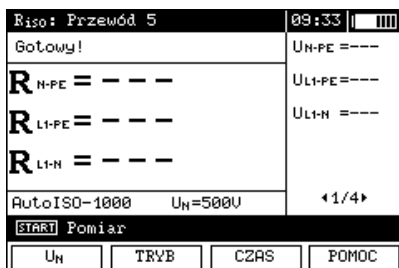 RISO: Przewód 5 09:33
Gotowy!
UN-PE =---
UL1-PE=---
UL1-N =---
RN-PE = ---
RL1-PE = ---
RL1-N = ---
AutoISO-1000 UN=500V
◂1/4▸
START Pomiar
UN TRYB CZAS POMOC